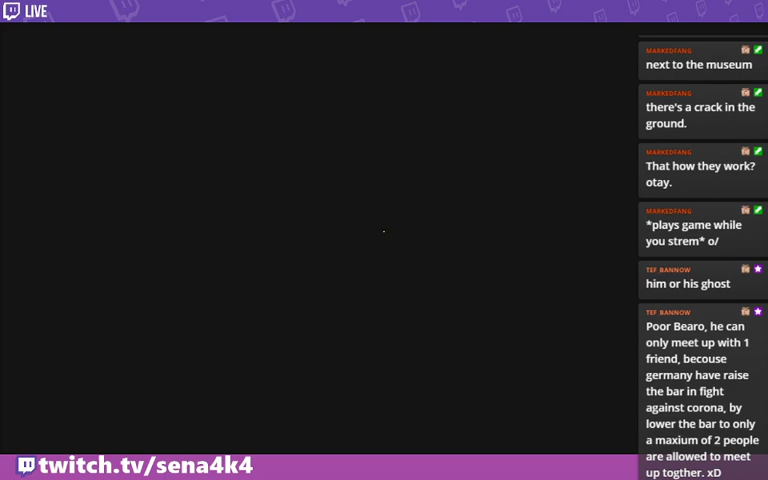 LIVE
MARKEDFANG
next to the museum
MARKEDFANG
there's a crack in the
ground.
MARKEDFANG
That how they work?
otay.
MARKEDFANG
*plays game while
you strem* o/
TEF BANNOW
him or his ghost
TEF BANNOW
Poor Bearo, he can
only meet up with 1
friend, becouse
germany have raise
the bar in fight
against corona, by
lower the bar to only
a maxium of 2 people
are allowed to meet
up togther. xD
twitch.tv/sena4k4